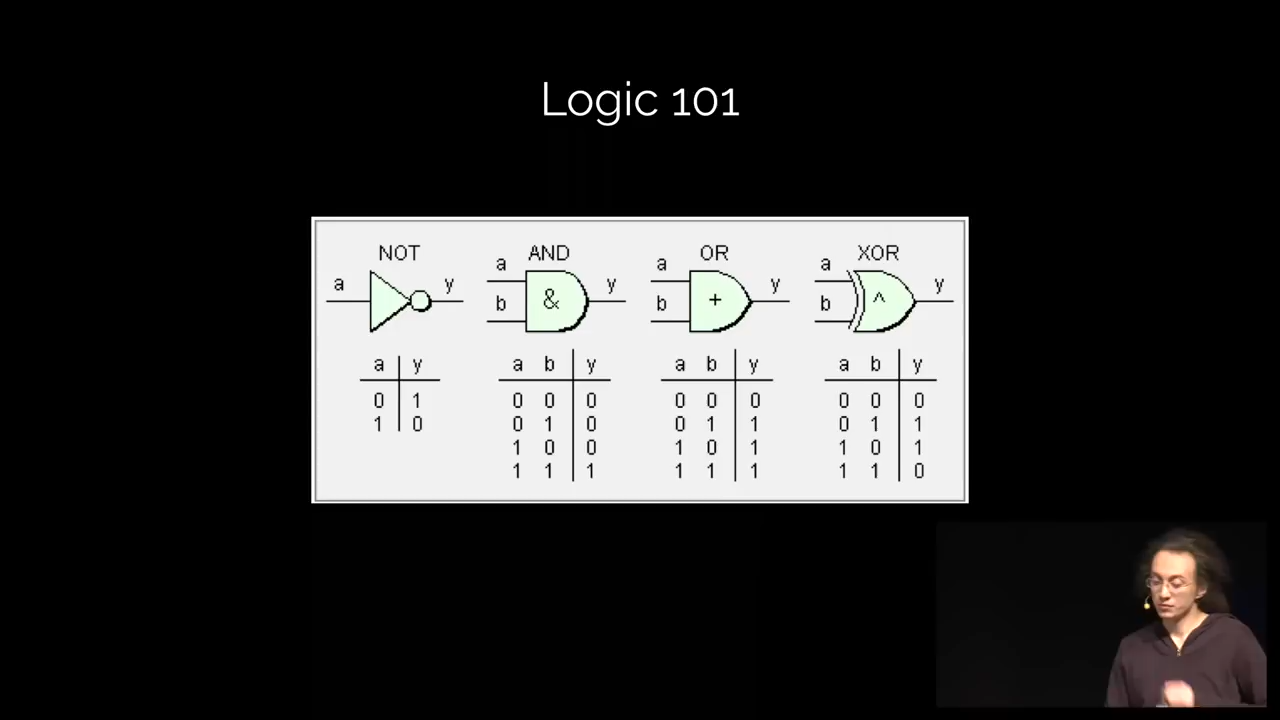 Logic 101
NOT AND OR XOR
a y a b y a b y a b y
& + ^
a y a b y a b y a b y
0 1 0 0 0 0 0 0 0 0 0
1 0 0 1 0 0 1 1 0 1 1
1 0 0 1 0 1 1 0 1
1 1 1 1 1 1 1 1 0